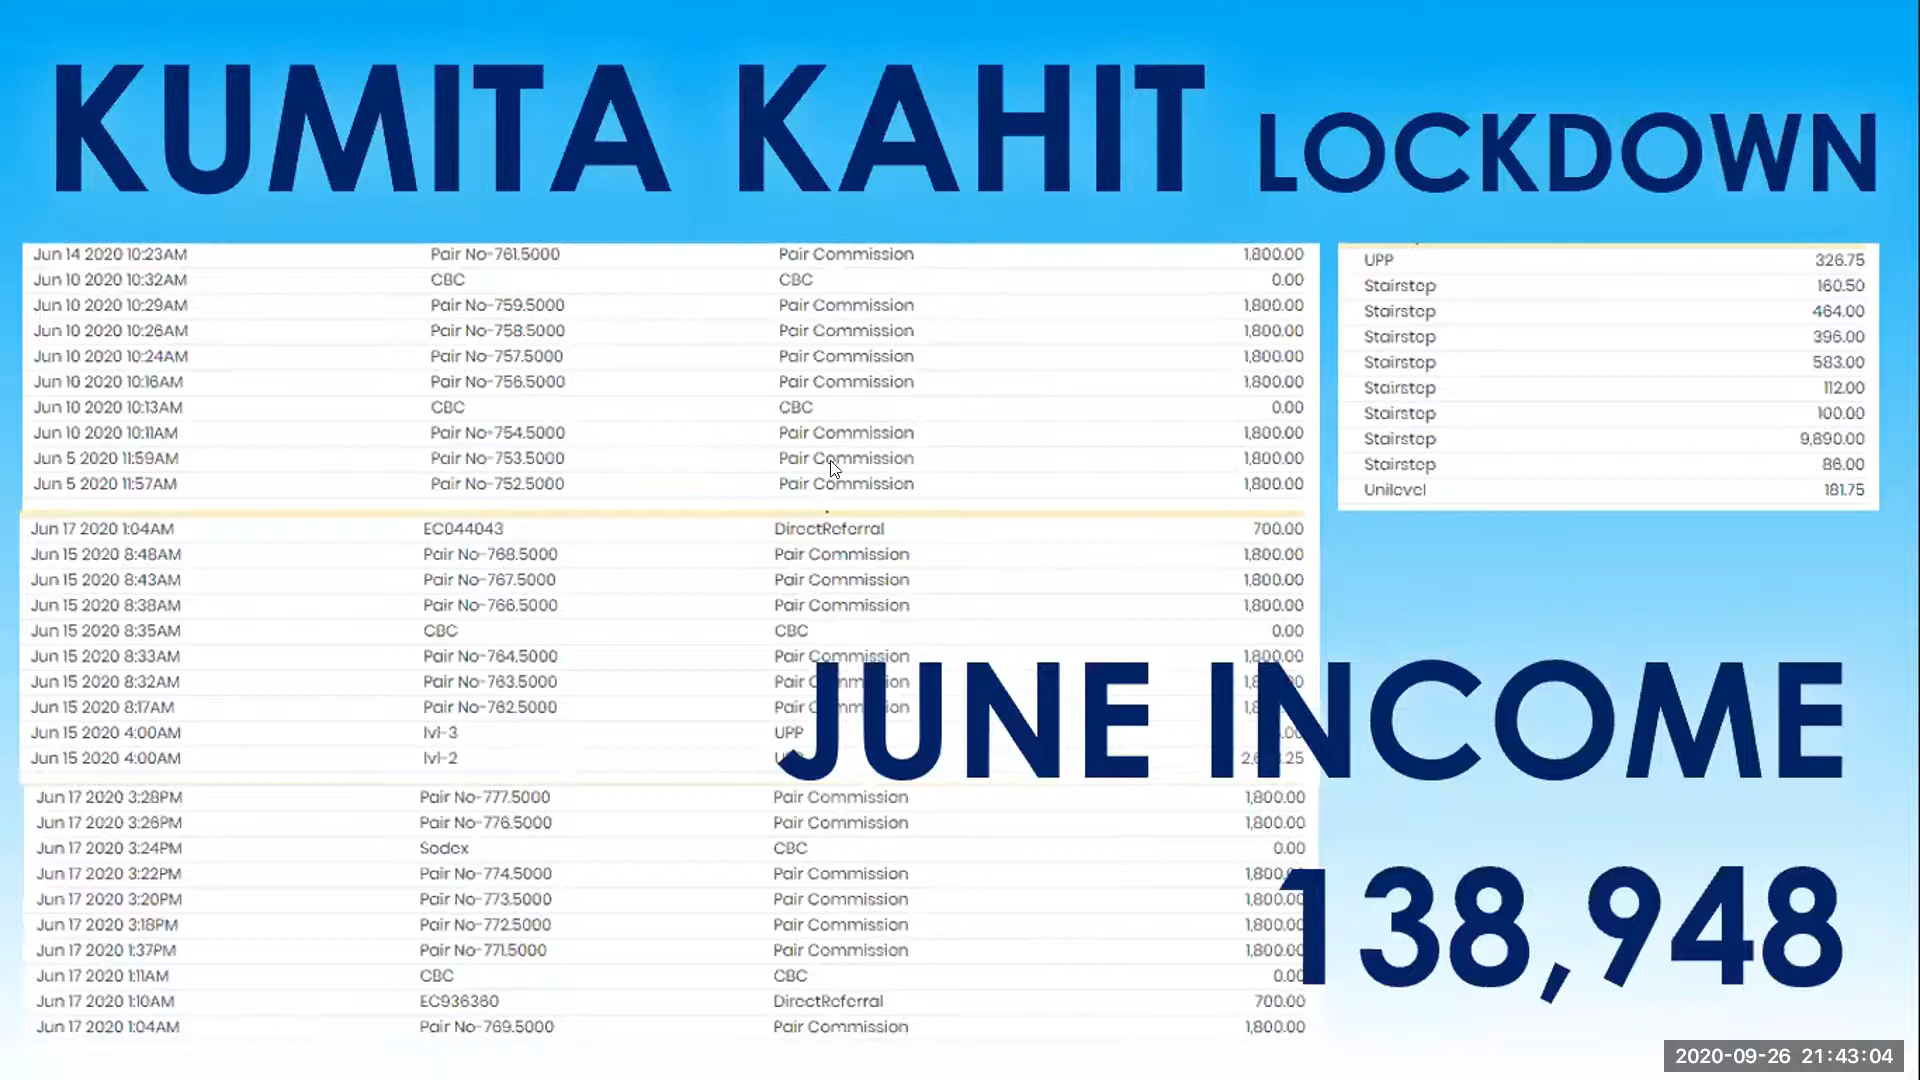 KUMITA KAHIT LOCKDOWN
Jun 14 2020 10:23AM Pair No-761.5000 Pair Commission 1,800.00
Jun 10 2020 10:32AM CBC CBC 0.00
Jun 10 2020 10:29AM Pair No-759.5000 Pair Commission 1,800.00
Jun 10 2020 10:26AM Pair No-758.5000 Pair Commission 1,800.00
Jun 10 2020 10:24AM Pair No-757.5000 Pair Commission 1,800.00
Jun 10 2020 10:16AM Pair No-756.5000 Pair Commission 1,800.00
Jun 10 2020 10:13AM CBC CBC 0.00
Jun 10 2020 10:11AM Pair No-754.5000 Pair Commission 1,800.00
Jun 5 2020 11:59AM Pair No-753.5000 Pair Commission 1,800.00
Jun 5 2020 11:57AM Pair No-752.5000 Pair Commission 1,800.00
UPP 326.75
Stairstep 160.50
Stairstep 464.00
Stairstep 396.00
Stairstep 583.00
Stairstep 112.00
Stairstep 100.00
Stairstep 9,890.00
Stairstep 86.00
Unilevel 181.75
Jun 17 2020 1:04AM EC044043 DirectReferral 700.00
Jun 15 2020 8:48AM Pair No-768.5000 Pair Commission 1,800.00
Jun 15 2020 8:43AM Pair No-767.5000 Pair Commission 1,800.00
Jun 15 2020 8:38AM Pair No-766.5000 Pair Commission 1,800.00
Jun 15 2020 8:35AM CBC CBC 0.00
Jun 15 2020 8:33AM Pair No-764.5000 Pair Commission 1,800.00
Jun 15 2020 8:32AM Pair No-763.5000 Pair
Jun 15 2020 8:17AM Pair No-762.5000 Pair
Jun 15 2020 4:00AM lvl-3 UPP
Jun 15 2020 4:00AM lvl-2
JUNE INCOME
Jun 17 2020 3:28PM Pair No-777.5000 Pair Commission 1,800.00
Jun 17 2020 3:26PM Pair No-776.5000 Pair Commission 1,800.00
Jun 17 2020 3:24PM Sodex CBC 0.00
Jun 17 2020 3:22PM Pair No-774.5000 Pair Commission 1,800.00
Jun 17 2020 3:20PM Pair No-773.5000 Pair Commission 1,800.00
Jun 17 2020 3:18PM Pair No-772.5000 Pair Commission 1,800.00
Jun 17 2020 1:37PM Pair No-771.5000 Pair Commission 1,800.00
Jun 17 2020 1:11AM CBC CBC 0.00
Jun 17 2020 1:10AM EC936360 DirectReferral 700.00
Jun 17 2020 1:04AM Pair No-769.5000 Pair Commission 1,800.00
138,948
2020-09-26 21:43:04